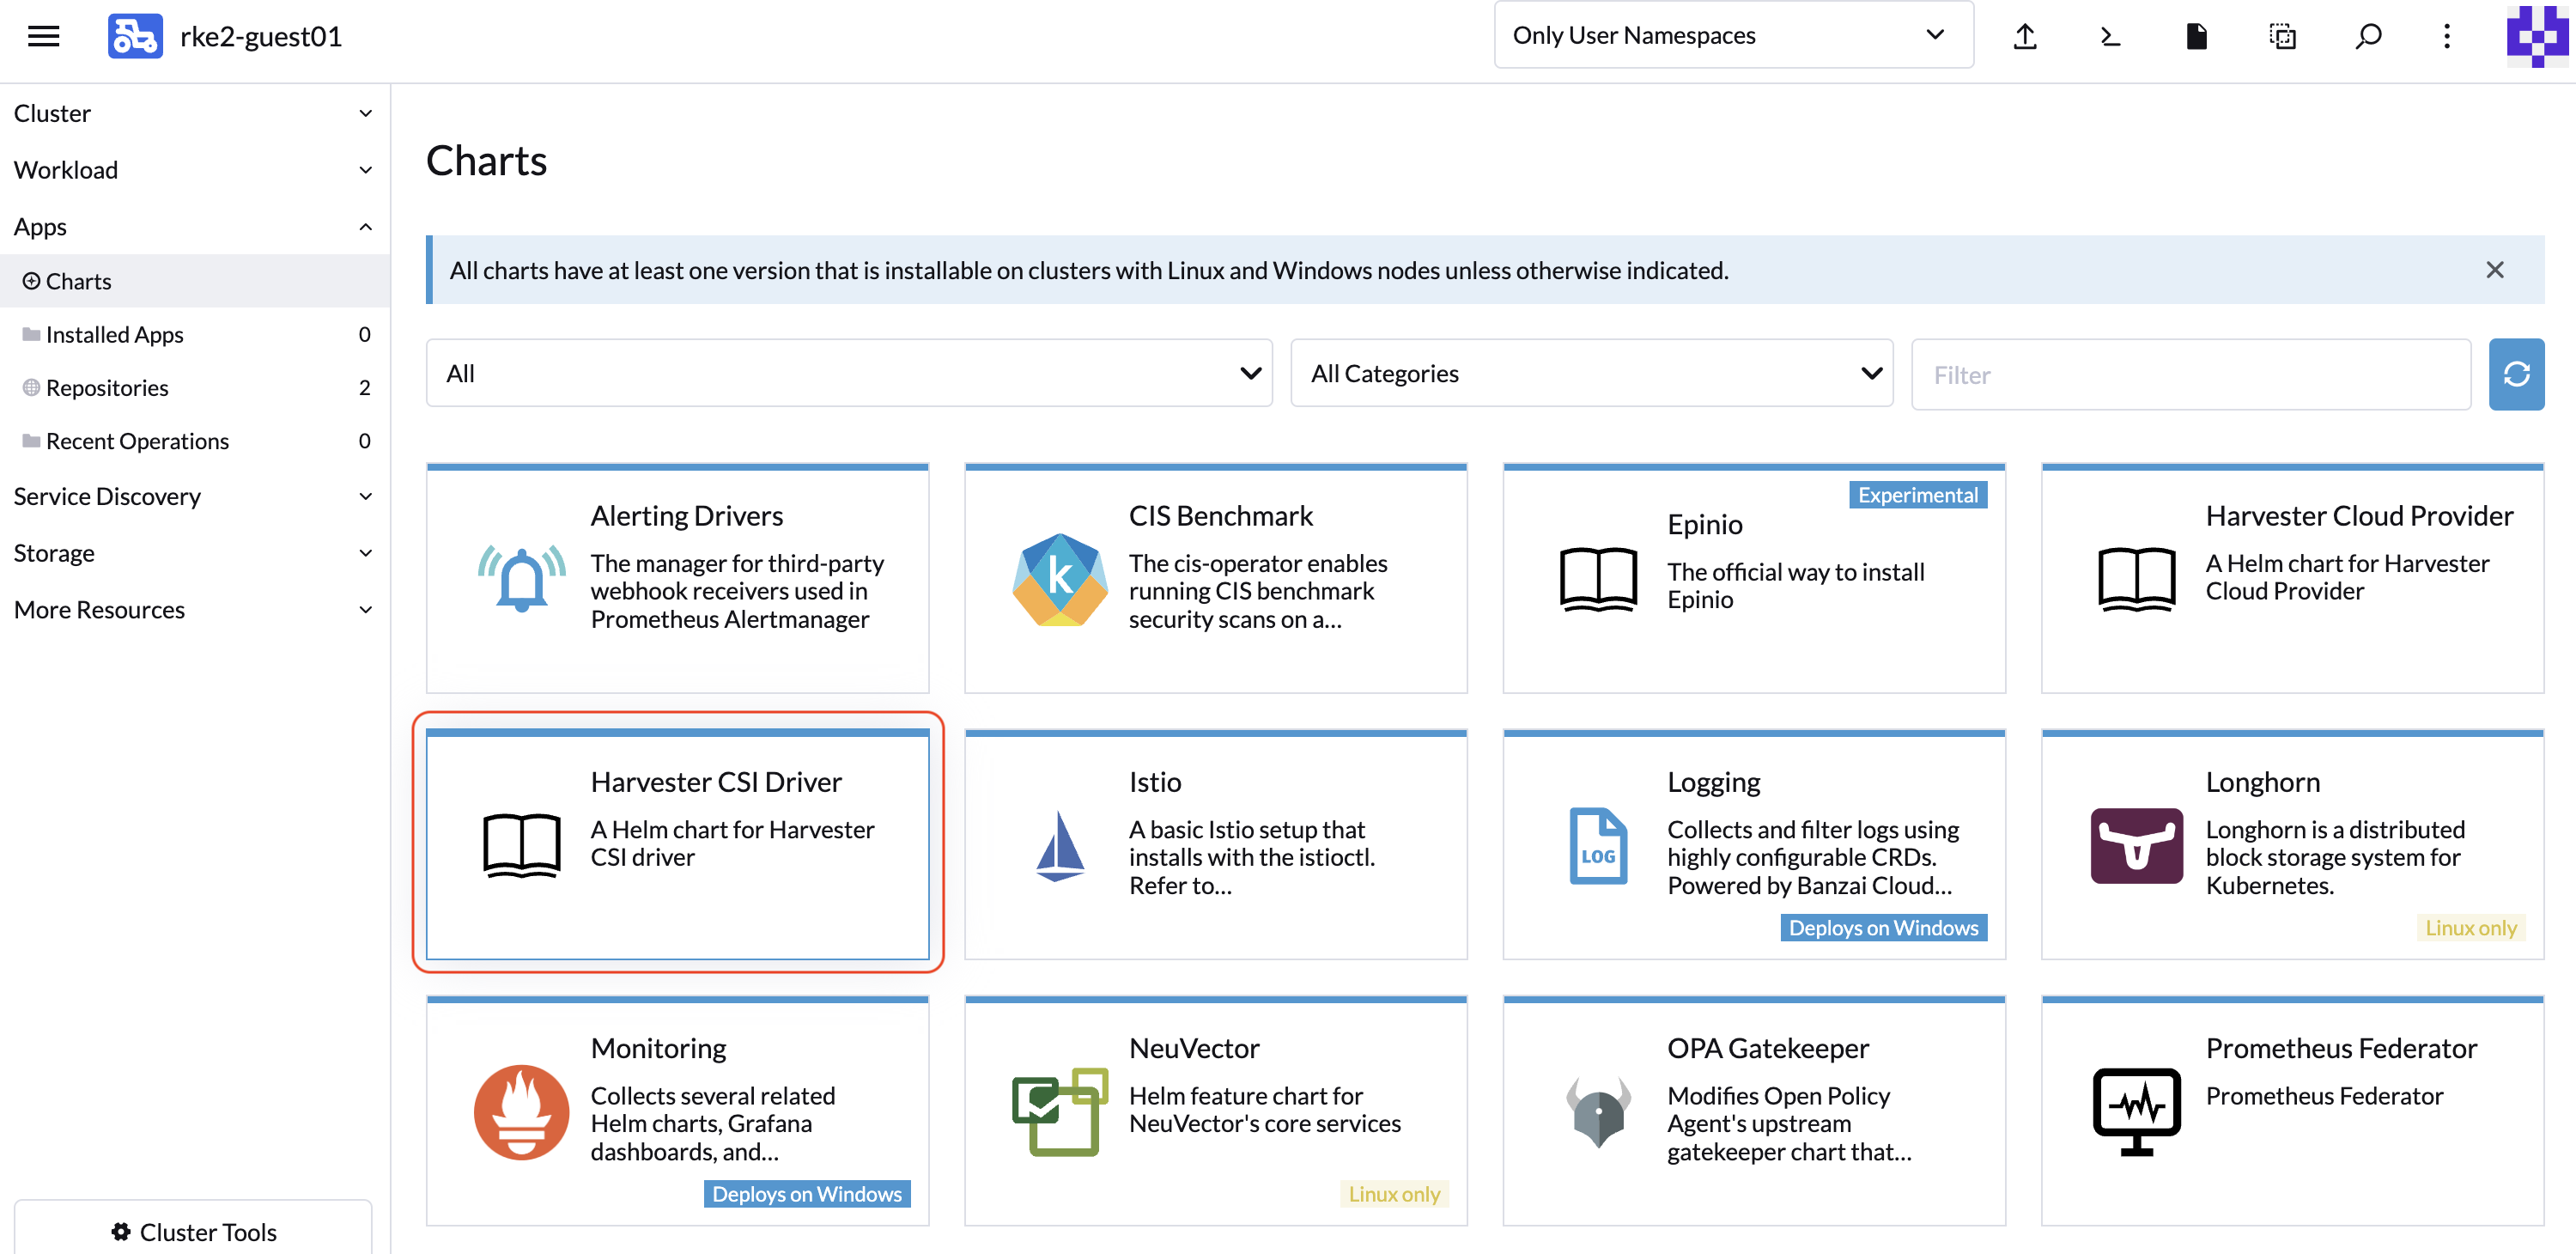 rke2-guest01
Only User Namespaces
Cluster
Workload
Apps
Charts
Installed Apps 0
Repositories 2
Recent Operations 0
Service Discovery
Storage
More Resources
Cluster Tools
Charts
All charts have at least one version that is installable on clusters with Linux and Windows nodes unless otherwise indicated.
All
All Categories
Filter
Alerting Drivers
The manager for third-party
webhook receivers used in
Prometheus Alertmanager
k
CIS Benchmark
The cis-operator enables
running CIS benchmark
security scans on a...
Experimental
Epinio
The official way to install
Epinio
Harvester Cloud Provider
A Helm chart for Harvester
Cloud Provider
Harvester CSI Driver
A Helm chart for Harvester
CSI driver
Istio
A basic Istio setup that
installs with the istioctl.
Refer to...
LOG
Logging
Collects and filter logs using
highly configurable CRDs.
Powered by Banzai Cloud...
Deploys on Windows
Longhorn
Longhorn is a distributed
block storage system for
Kubernetes.
Linux only
Monitoring
Collects several related
Helm charts, Grafana
dashboards, and...
Deploys on Windows
NeuVector
Helm feature chart for
NeuVector's core services
Linux only
OPA Gatekeeper
Modifies Open Policy
Agent's upstream
gatekeeper chart that...
Prometheus Federator
Prometheus Federator